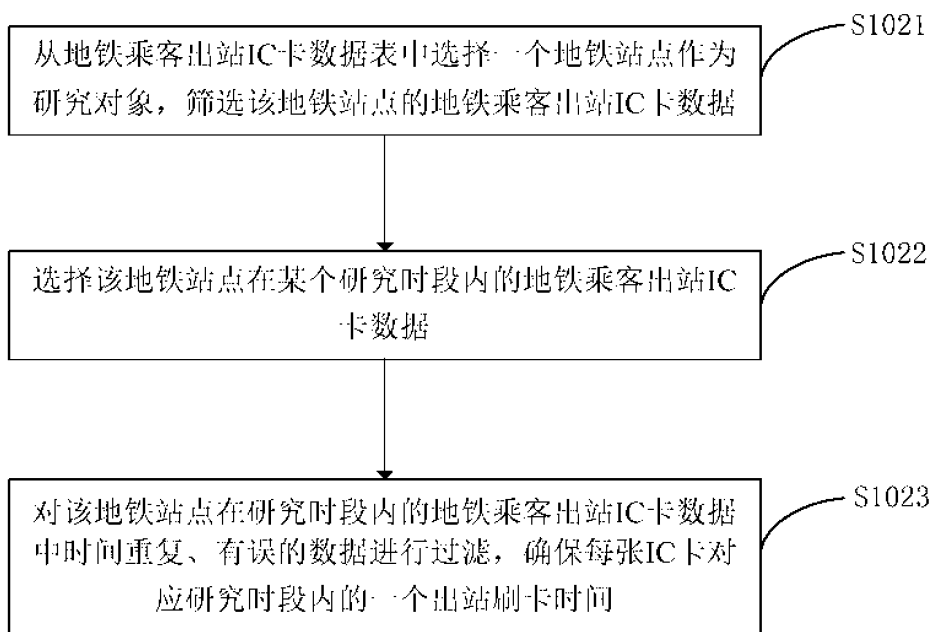 从地铁乘客出站IC卡数据表中选择一个地铁站点作为
研究对象，筛选该地铁站点的地铁乘客出站IC卡数据
S1021
选择该地铁站点在某个研究时段内的地铁乘客出站IC
卡数据
S1022
对该地铁站点在研究时段内的地铁乘客出站IC卡数据
中时间重复、有误的数据进行过滤，确保每张IC卡对
应研究时段内的一个出站刷卡时间
S1023